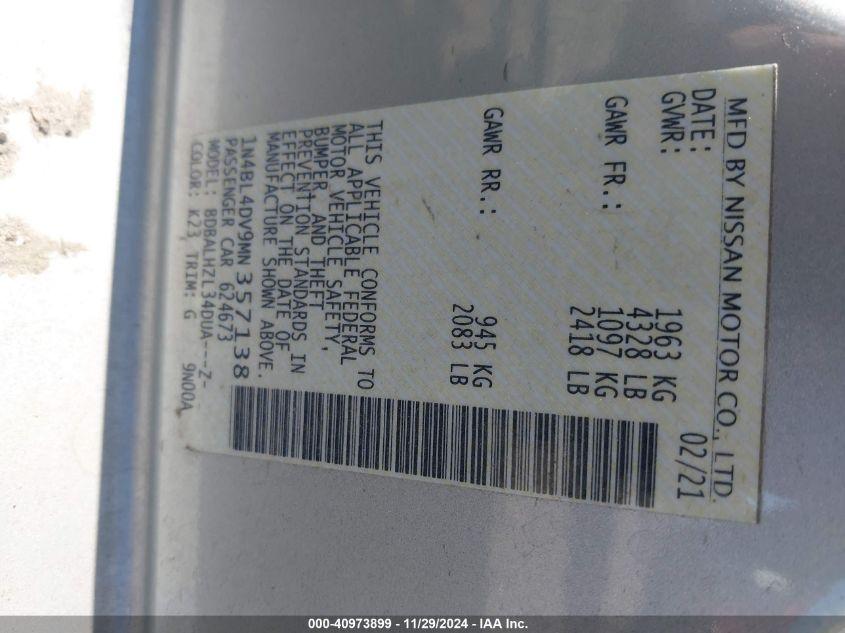 MFD BY NISSAN MOTOR CO., LTD.
DATE: 02/21
GVWR: 1963 KG
4328 LB
GAWR FR.: 1097 KG
2418 LB
GAWR RR.: 945 KG
2083 LB
THIS VEHICLE CONFORMS TO
ALL APPLICABLE FEDERAL
MOTOR VEHICLE SAFETY,
BUMPER, AND THEFT
PREVENTION STANDARDS IN
EFFECT ON THE DATE OF
MANUFACTURE SHOWN ABOVE.
1N4BL4DV9MN357138
PASSENGER CAR 624673
MODEL: BDBALHZL34DUA---Z-
COLOR: K23 TRIM: G 9N00A
000-40973899 - 11/29/2024 - IAA Inc.